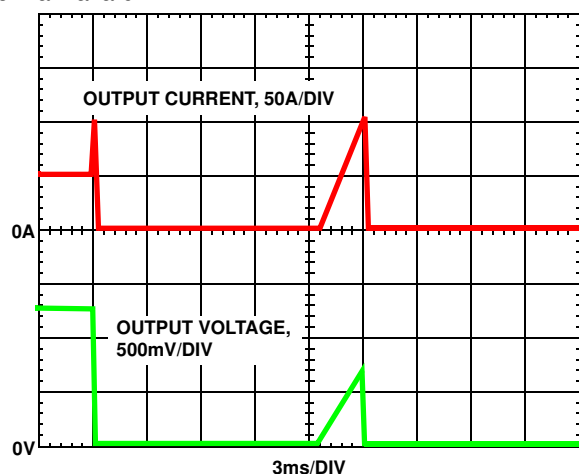 OUTPUT CURRENT, 50A/DIV
0A
OUTPUT VOLTAGE,
500mV/DIV
0V
3ms/DIV